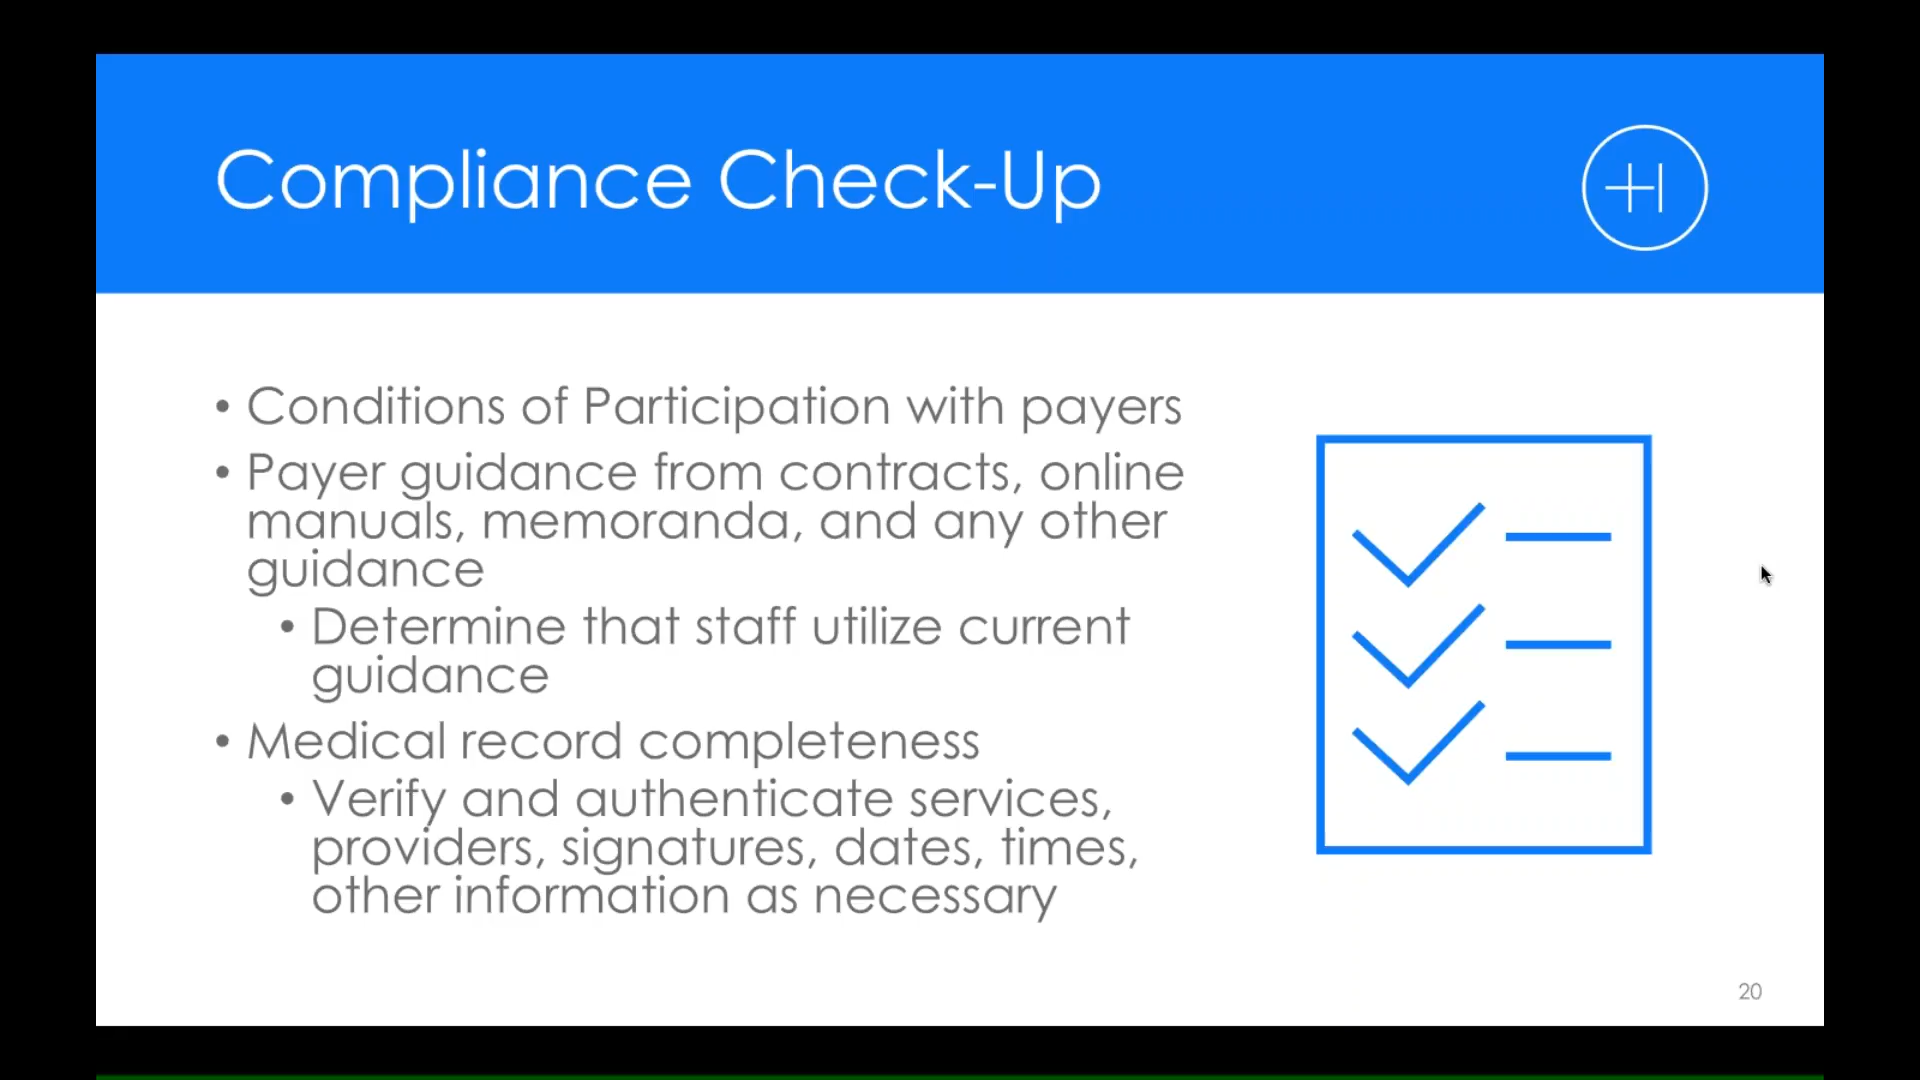 Compliance Check-Up
• Conditions of Participation with payers
• Payer guidance from contracts, online
manuals, memoranda, and any other
guidance
• Determine that staff utilize current
guidance
• Medical record completeness
• Verify and authenticate services,
providers, signatures, dates, times,
other information as necessary
20